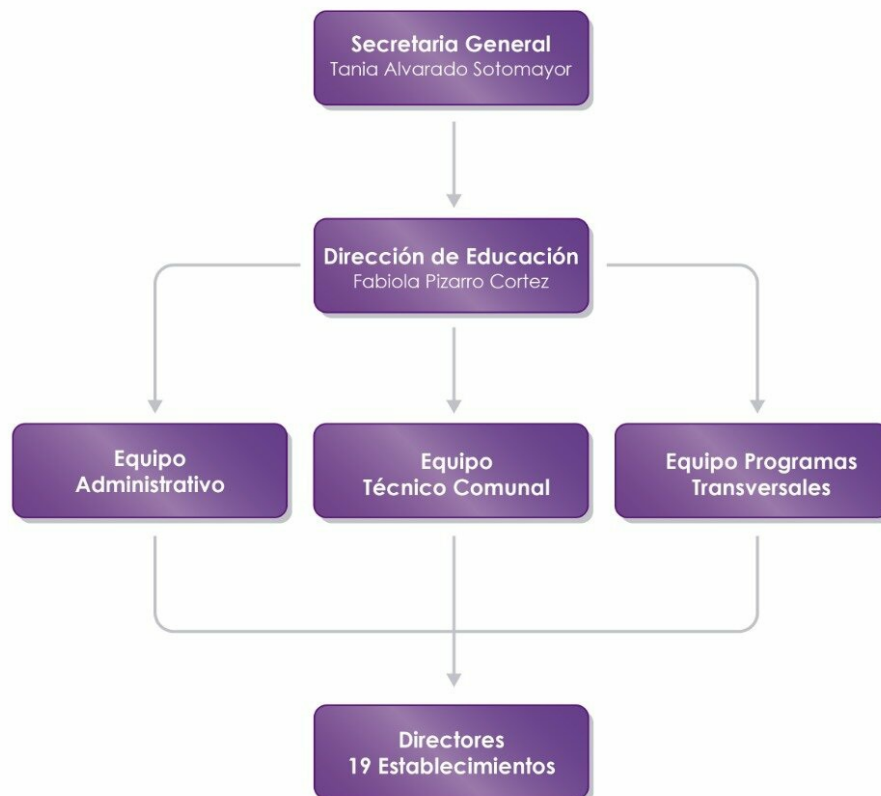 Secretaria General
Tania Alvarado Sotomayor
Dirección de Educación
Fabiola Pizarro Cortez
Equipo
Administrativo
Equipo
Técnico Comunal
Equipo Programas
Transversales
Directores
19 Establecimientos